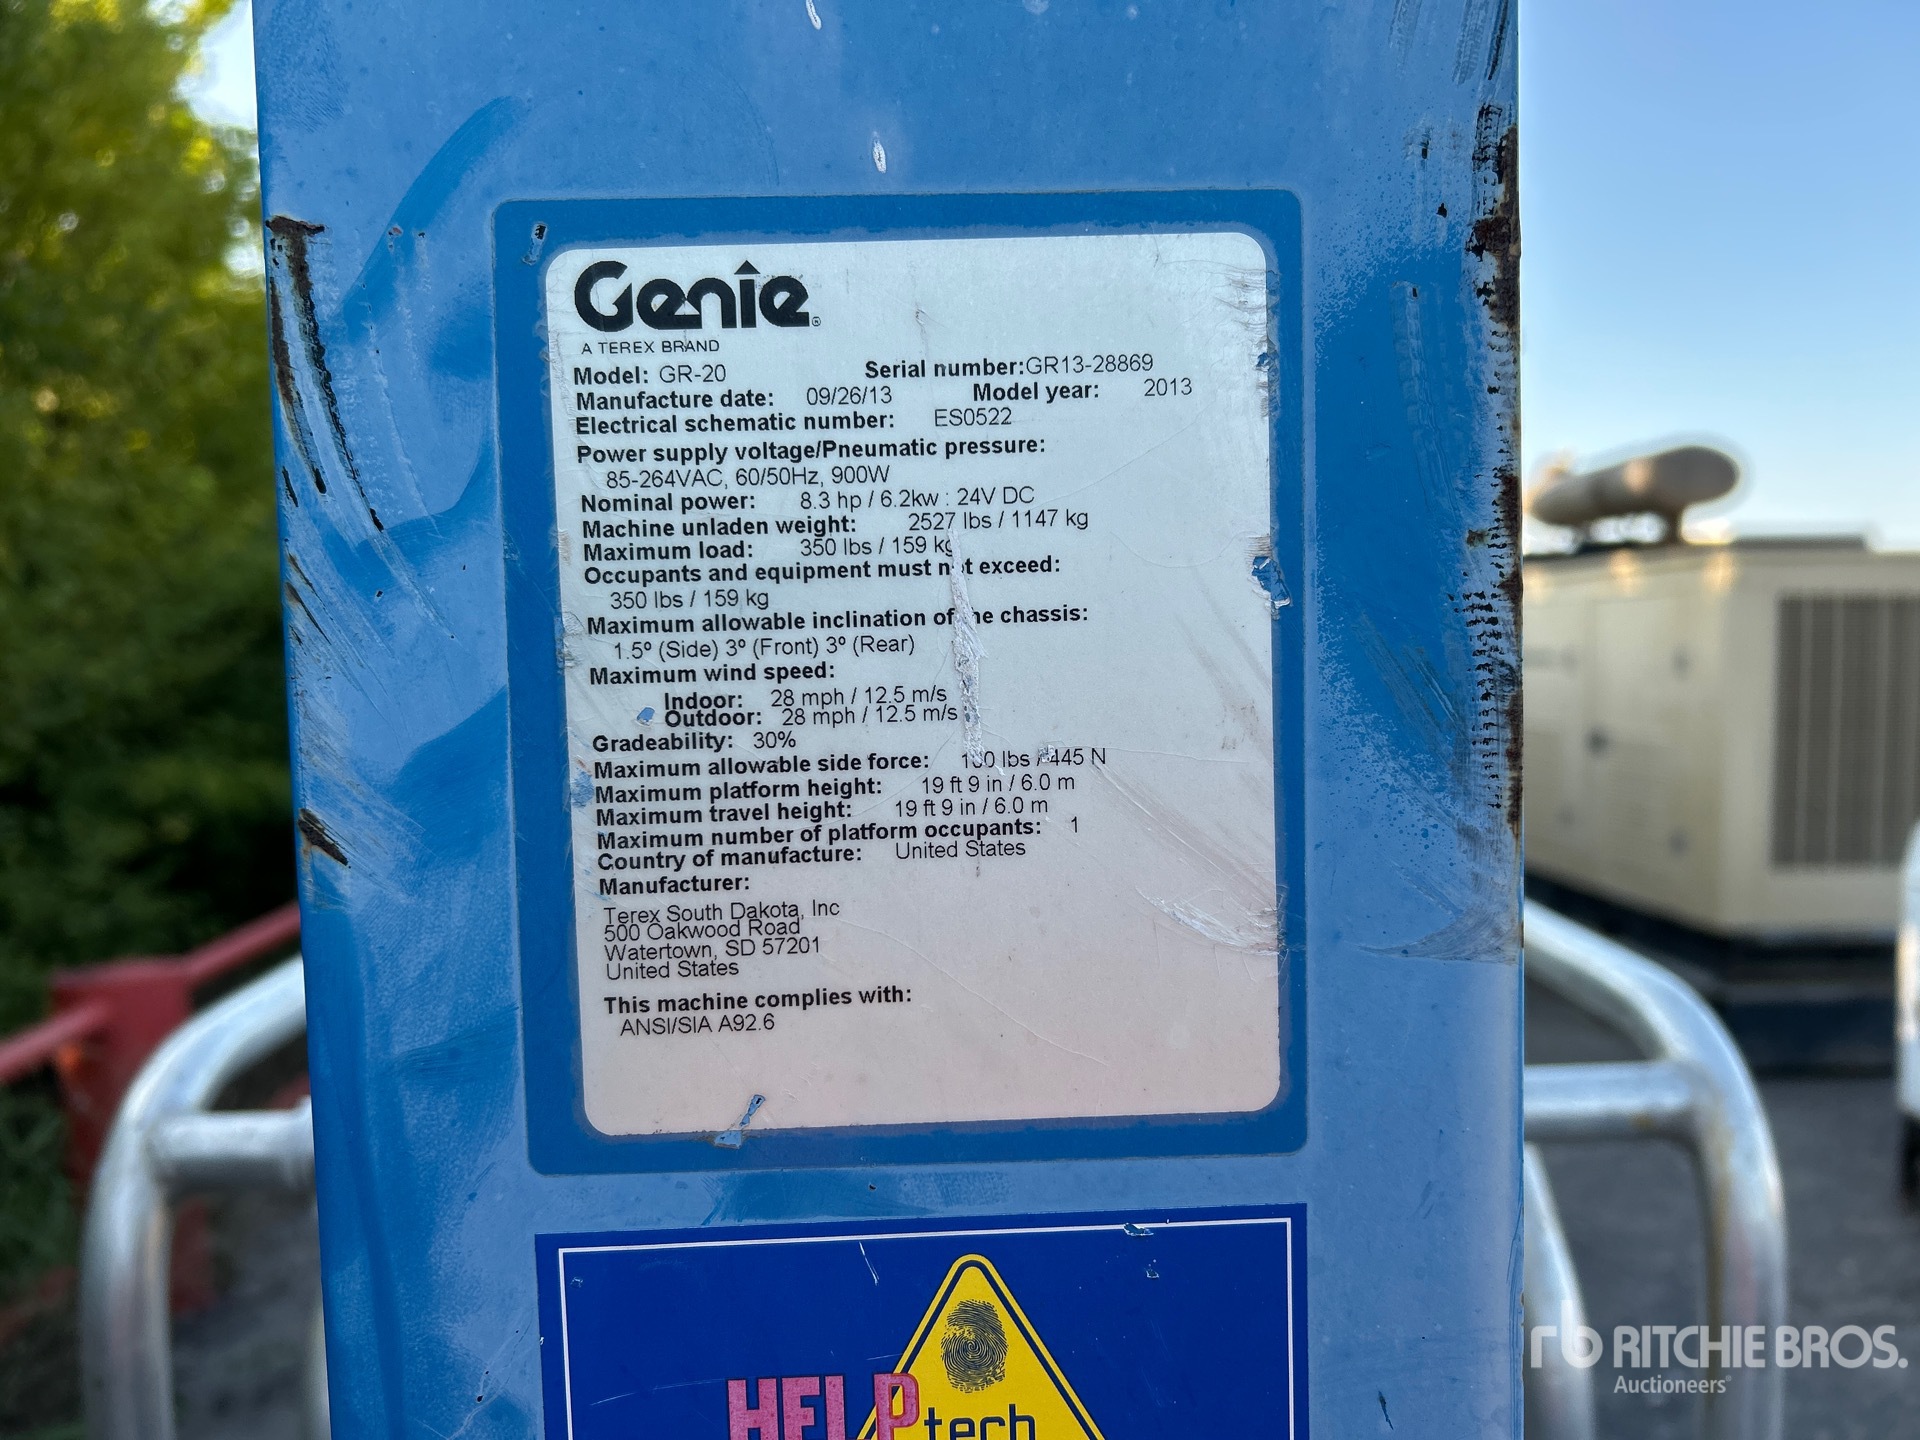 Genie®
A TEREX BRAND
Model: GR-20 Serial number:GR13-28869
Manufacture date: 09/26/13 Model year: 2013
Electrical schematic number: ES0522
Power supply voltage/Pneumatic pressure:
85-264VAC, 60/50Hz, 900W
Nominal power: 8.3 hp / 6.2kw : 24V DC
Machine unladen weight: 2527 lbs / 1147 kg
Maximum load: 350 lbs / 159 kg
Occupants and equipment must not exceed:
350 lbs / 159 kg
Maximum allowable inclination of the chassis:
1.5º (Side) 3º (Front) 3º (Rear)
Maximum wind speed:
Indoor: 28 mph / 12.5 m/s
Outdoor: 28 mph / 12.5 m/s
Gradeability: 30%
Maximum allowable side force: 100 lbs / 445 N
Maximum platform height: 19 ft 9 in / 6.0 m
Maximum travel height: 19 ft 9 in / 6.0 m
Maximum number of platform occupants: 1
Country of manufacture: United States
Manufacturer:
Terex South Dakota, Inc
500 Oakwood Road
Watertown, SD 57201
United States
This machine complies with:
ANSI/SIA A92.6
HELPtech
rb RITCHIE BROS.
Auctioneers